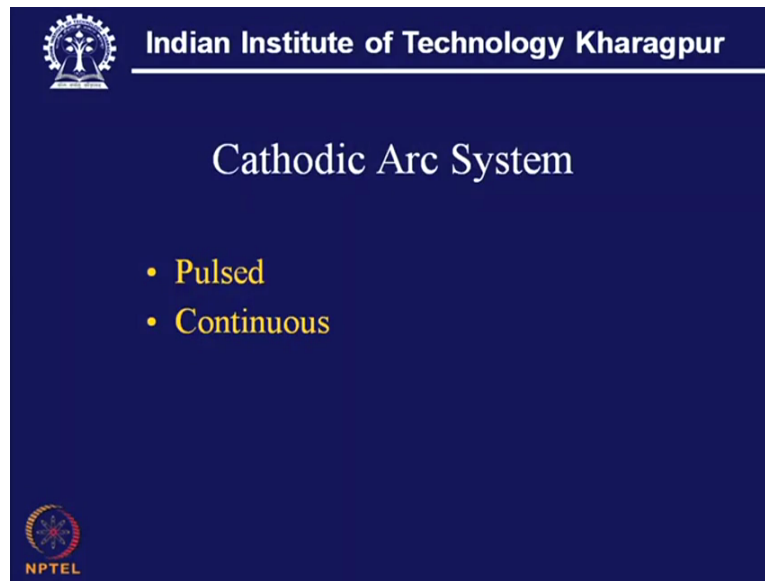 Indian Institute of Technology Kharagpur
Cathodic Arc System
• Pulsed
• Continuous
NPTEL